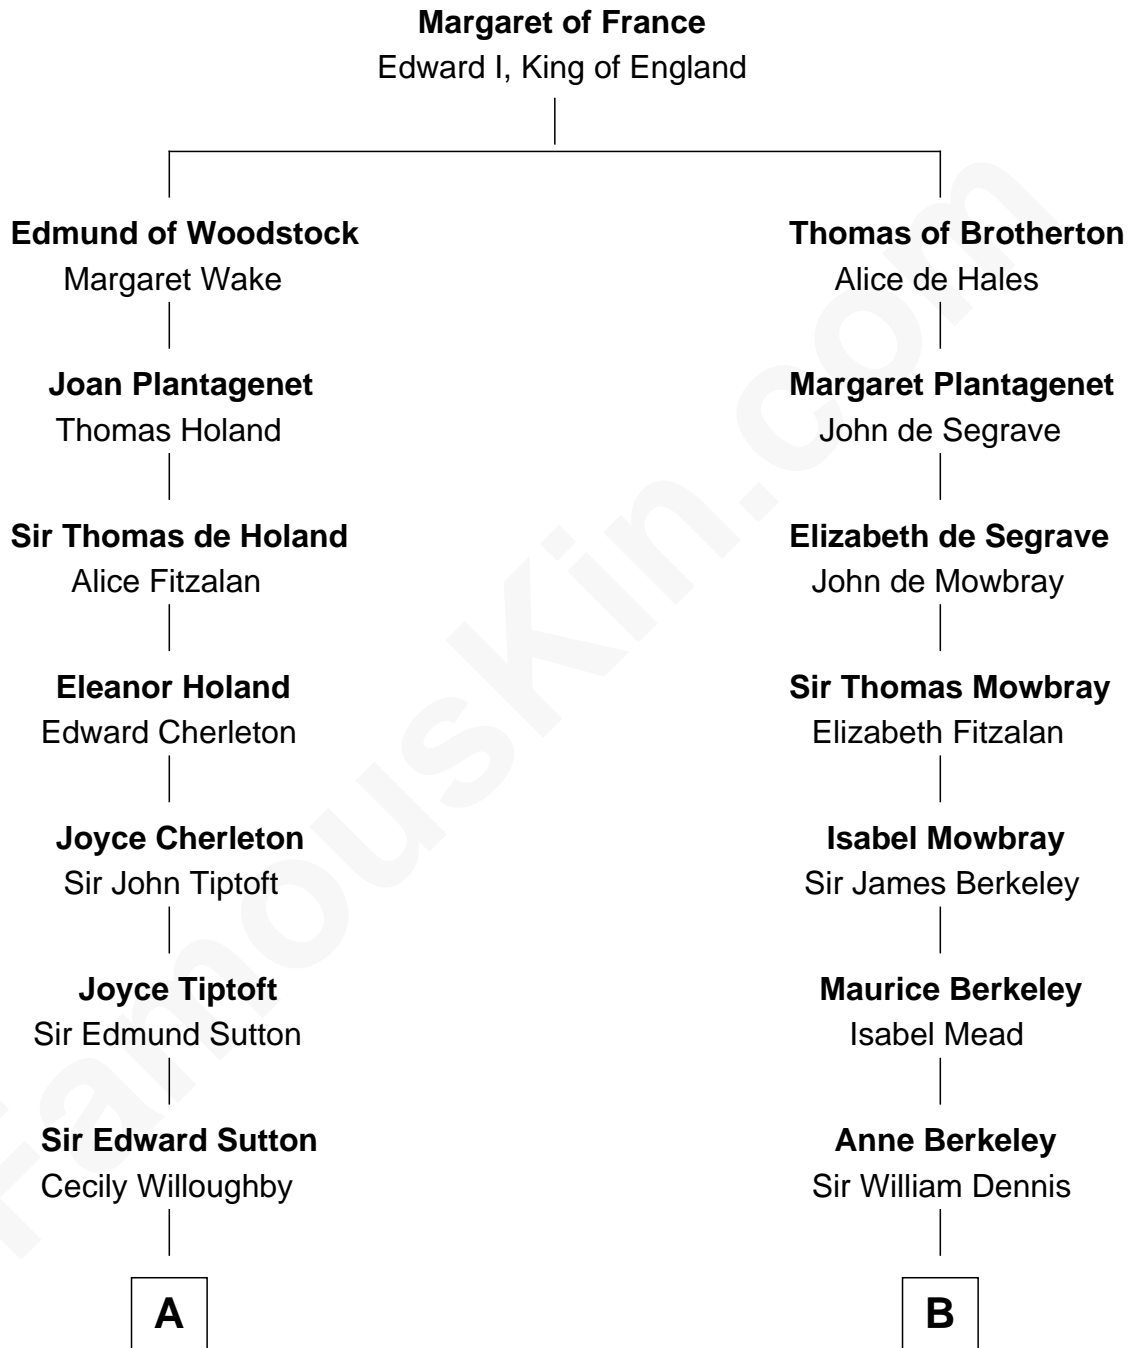 Margaret of France
Edward I, King of England
Edmund of Woodstock
Margaret Wake
Thomas of Brotherton
Alice de Hales
Joan Plantagenet
Thomas Holand
Margaret Plantagenet
John de Segrave
Sir Thomas de Holand
Alice Fitzalan
Elizabeth de Segrave
John de Mowbray
Eleanor Holand
Edward Cherleton
Sir Thomas Mowbray
Elizabeth Fitzalan
Joyce Cherleton
Sir John Tiptoft
Isabel Mowbray
Sir James Berkeley
Joyce Tiptoft
Sir Edmund Sutton
Maurice Berkeley
Isabel Mead
Sir Edward Sutton
Cecily Willoughby
Anne Berkeley
Sir William Dennis
A
B
FamousKin.com